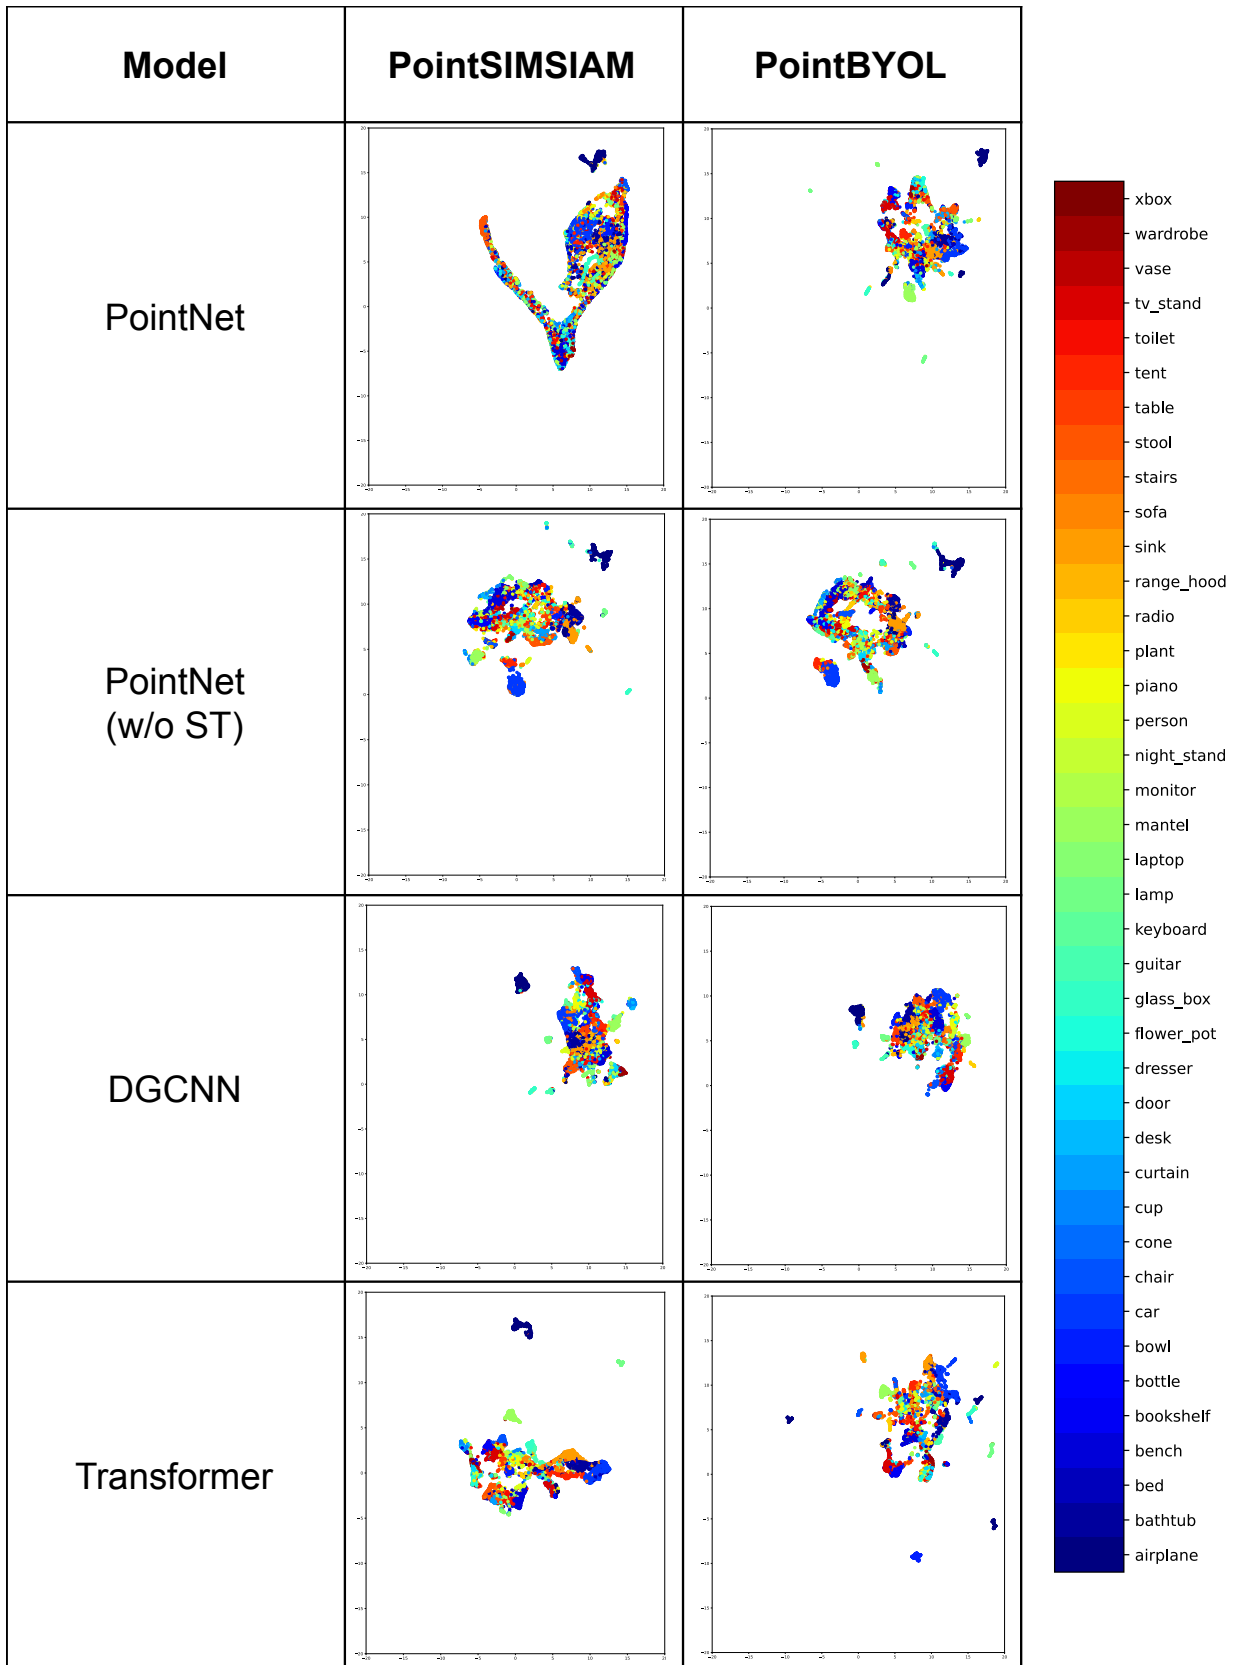 Model PointSIMSIAM PointBYOL
PointNet
PointNet
(w/o ST)
DGCNN
Transformer
xbox
wardrobe
vase
tv_stand
toilet
tent
table
stool
stairs
sofa
sink
range_hood
radio
plant
piano
person
night_stand
monitor
mantel
laptop
lamp
keyboard
guitar
glass_box
flower_pot
dresser
door
desk
curtain
cup
cone
chair
car
bowl
bottle
bookshelf
bench
bed
bathtub
airplane